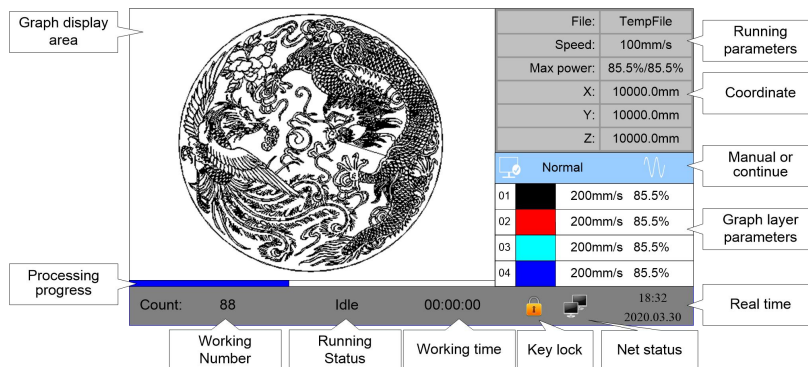 Graph display
area
File: TempFile
Speed: 100mm/s
Max power: 85.5%/85.5%
X: 10000.0mm
Y: 10000.0mm
Z: 10000.0mm
Running
parameters
Coordinate
Normal
Manual or
continue
01 200mm/s 85.5%
02 200mm/s 85.5%
03 200mm/s 85.5%
04 200mm/s 85.5%
Graph layer
parameters
Processing
progress
Count: 88 Idle 00:00:00 18:32
2020.03.30
Real time
Working
Number
Running
Status
Working time
Key lock
Net status